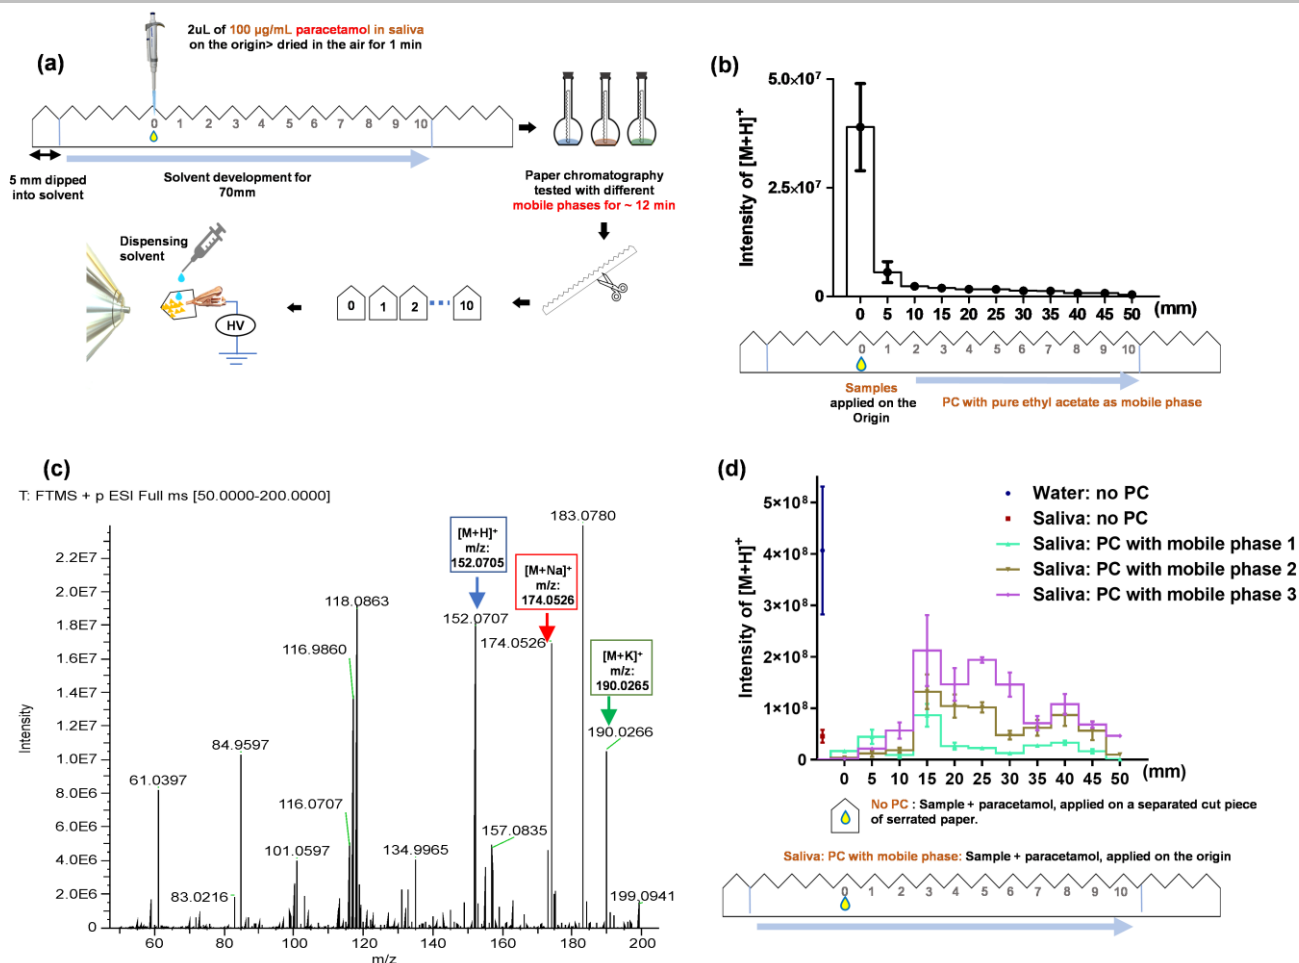 2uL of 100 µg/mL paracetamol in saliva
on the origin> dried in the air for 1 min
(a)
0 1 2 3 4 5 6 7 8 9 10
5 mm dipped
into solvent
Solvent development for
70mm
Paper chromatography
tested with different
mobile phases for ~ 12 min
Dispensing
solvent
HV
0 1 2 10
(b)
Intensity of [M+H]+
5.0×10⁷
2.5×10⁷
0
0 5 10 15 20 25 30 35 40 45 50 (mm)
0 1 2 3 4 5 6 7 8 9 10
Samples
applied on the
Origin
PC with pure ethyl acetate as mobile phase
(c)
T: FTMS + p ESI Full ms [50.0000-200.0000]
Intensity
2.2E7
2.0E7
1.8E7
1.6E7
1.4E7
1.2E7
1.0E7
8.0E6
6.0E6
4.0E6
2.0E6
0
60 80 100 120 140 160 180 200
m/z
61.0397
84.9597
83.0216
101.0597
116.0707
116.9860
118.0863
134.9965
152.0707
157.0835
174.0526
183.0780
190.0266
199.0941
[M+H]+
m/z:
152.0705
[M+Na]+
m/z:
174.0526
[M+K]+
m/z:
190.0265
(d)
Intensity of [M+H]+
5×10⁸
4×10⁸
3×10⁸
2×10⁸
1×10⁸
0
0 5 10 15 20 25 30 35 40 45 50 (mm)
Water: no PC
Saliva: no PC
Saliva: PC with mobile phase 1
Saliva: PC with mobile phase 2
Saliva: PC with mobile phase 3
No PC : Sample + paracetamol, applied on a separated cut piece
of serrated paper.
Saliva: PC with mobile phase: Sample + paracetamol, applied on the origin
0 1 2 3 4 5 6 7 8 9 10